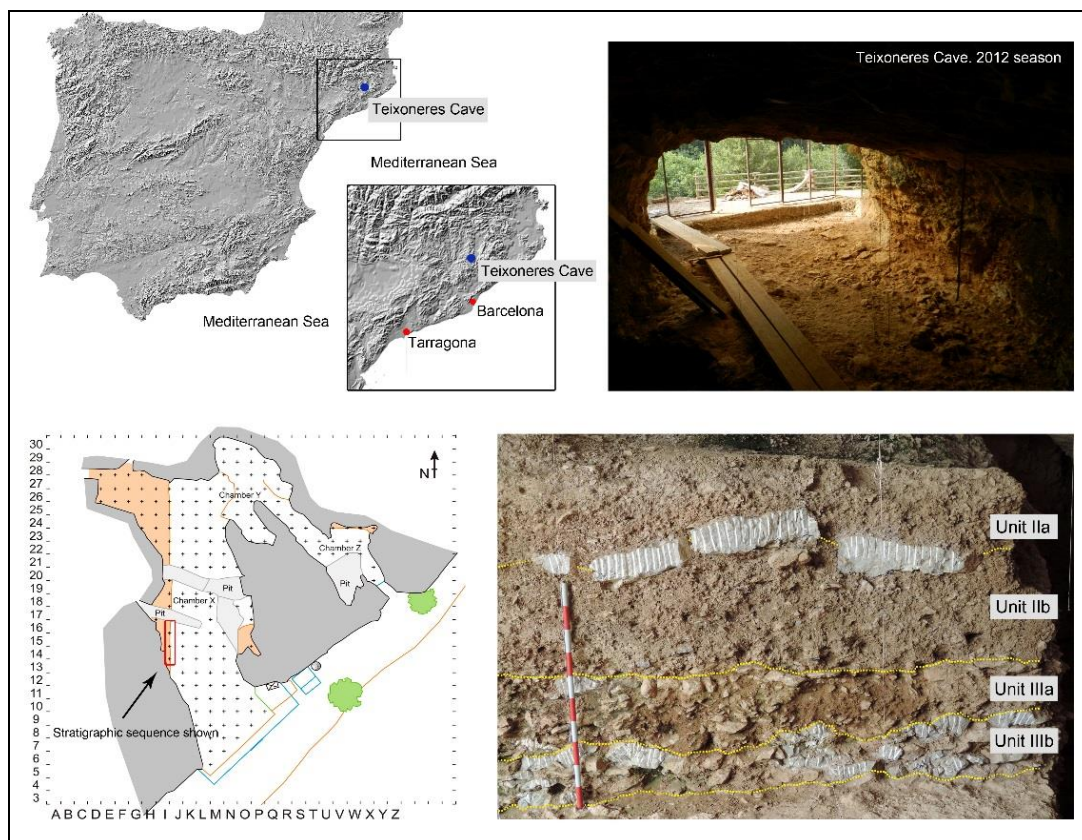 Teixoneres Cave
Mediterranean Sea
Teixoneres Cave
Barcelona
Tarragona
Mediterranean Sea
Teixoneres Cave. 2012 season
30
29
28
27
26
25
24
23
22
21
20
19
18
17
16
15
14
13
12
11
10
9
8
7
6
5
4
3
NT
Chamber Y
Chamber Z
Pit
Pit
Chamber X
Pit
Stratigraphic sequence shown
A B C D E F G H I J K L M N O P Q R S T U V W X Y Z
Unit IIa
Unit IIb
Unit IIIa
Unit IIIb